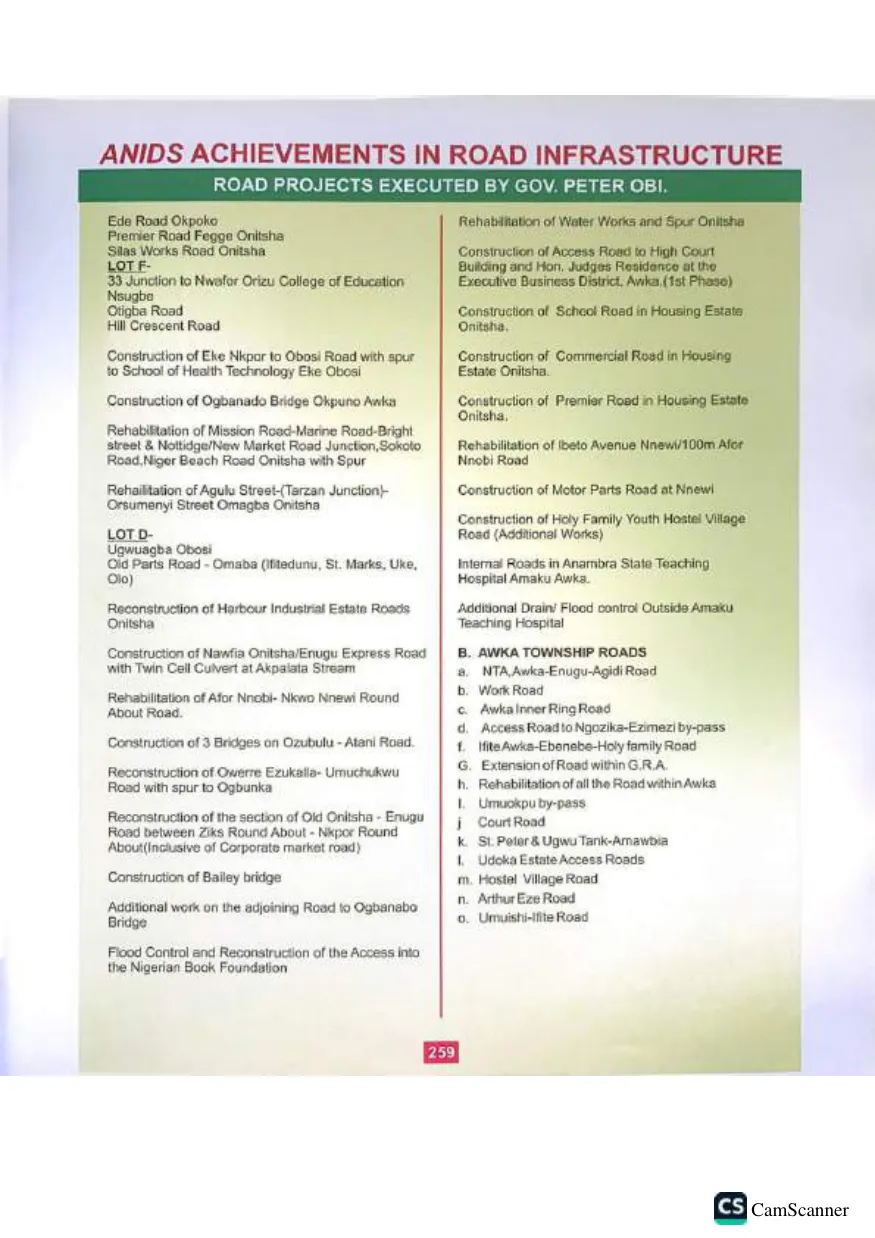 ANIDS ACHIEVEMENTS IN ROAD INFRASTRUCTURE
ROAD PROJECTS EXECUTED BY GOV. PETER OBI.
Ede Road Okpoko
Premier Road Fegge Onitsha
Silas Works Road Onitsha
LOT F-
33 Junction to Nwafor Orizu College of Education
Nsugbe
Otigba Road
Hill Crescent Road
Construction of Eke Nkpor to Obosi Road with spur
to School of Health Technology Eke Obosi
Construction of Ogbanado Bridge Okpuno Awka
Rehabilitation of Mission Road-Marine Road-Bright
street & Nottidge/New Market Road Junction,Sokoto
Road,Niger Beach Road Onitsha with Spur
Rehailitation of Agulu Street-(Tarzan Junction)-
Orsumenyi Street Omagba Onitsha
LOT D-
Ugwuagba Obosi
Old Parts Road - Omaba (Ifitedunu, St. Marks, Uke,
Olo)
Reconstruction of Harbour Industrial Estate Roads
Onitsha
Construction of Nawfia Onitsha/Enugu Express Road
with Twin Cell Culvert at Akpalata Stream
Rehabilitation of Afor Nnobi- Nkwo Nnewi Round
About Road.
Construction of 3 Bridges on Ozubulu - Atani Road.
Reconstruction of Owerre Ezukalla- Umuchukwu
Road with spur to Ogbunka
Reconstruction of the section of Old Onitsha - Enugu
Road between Ziks Round About - Nkpor Round
About(Inclusive of Corporate market road)
Construction of Bailey bridge
Additional work on the adjoining Road to Ogbanabo
Bridge
Flood Control and Reconstruction of the Access into
the Nigerian Book Foundation
Rehabilitation of Water Works and Spur Onitsha
Construction of Access Road to High Court
Building and Hon. Judges Residence at the
Executive Business District, Awka.(1st Phase)
Construction of School Road in Housing Estate
Onitsha.
Construction of Commercial Road in Housing
Estate Onitsha.
Construction of Premier Road in Housing Estate
Onitsha.
Rehabilitation of Ibeto Avenue Nnewi/100m Afor
Nnobi Road
Construction of Motor Parts Road at Nnewi
Construction of Holy Family Youth Hostel Village
Road (Additional Works)
Internal Roads in Anambra State Teaching
Hospital Amaku Awka.
Additional Drain/ Flood control Outside Amaku
Teaching Hospital
B. AWKA TOWNSHIP ROADS
a. NTA,Awka-Enugu-Agidi Road
b. Work Road
c. Awka Inner Ring Road
d. Access Road to Ngozika-Ezimezi by-pass
f. Ifite Awka-Ebenebe-Holy family Road
G. Extension of Road within G.R.A.
h. Rehabilitation of all the Road within Awka
I. Umuokpu by-pass
j Court Road
k. St. Peter & Ugwu Tank-Amawbia
l. Udoka Estate Access Roads
m. Hostel Village Road
n. Arthur Eze Road
o. Umuishi-Ifite Road
259
CS CamScanner